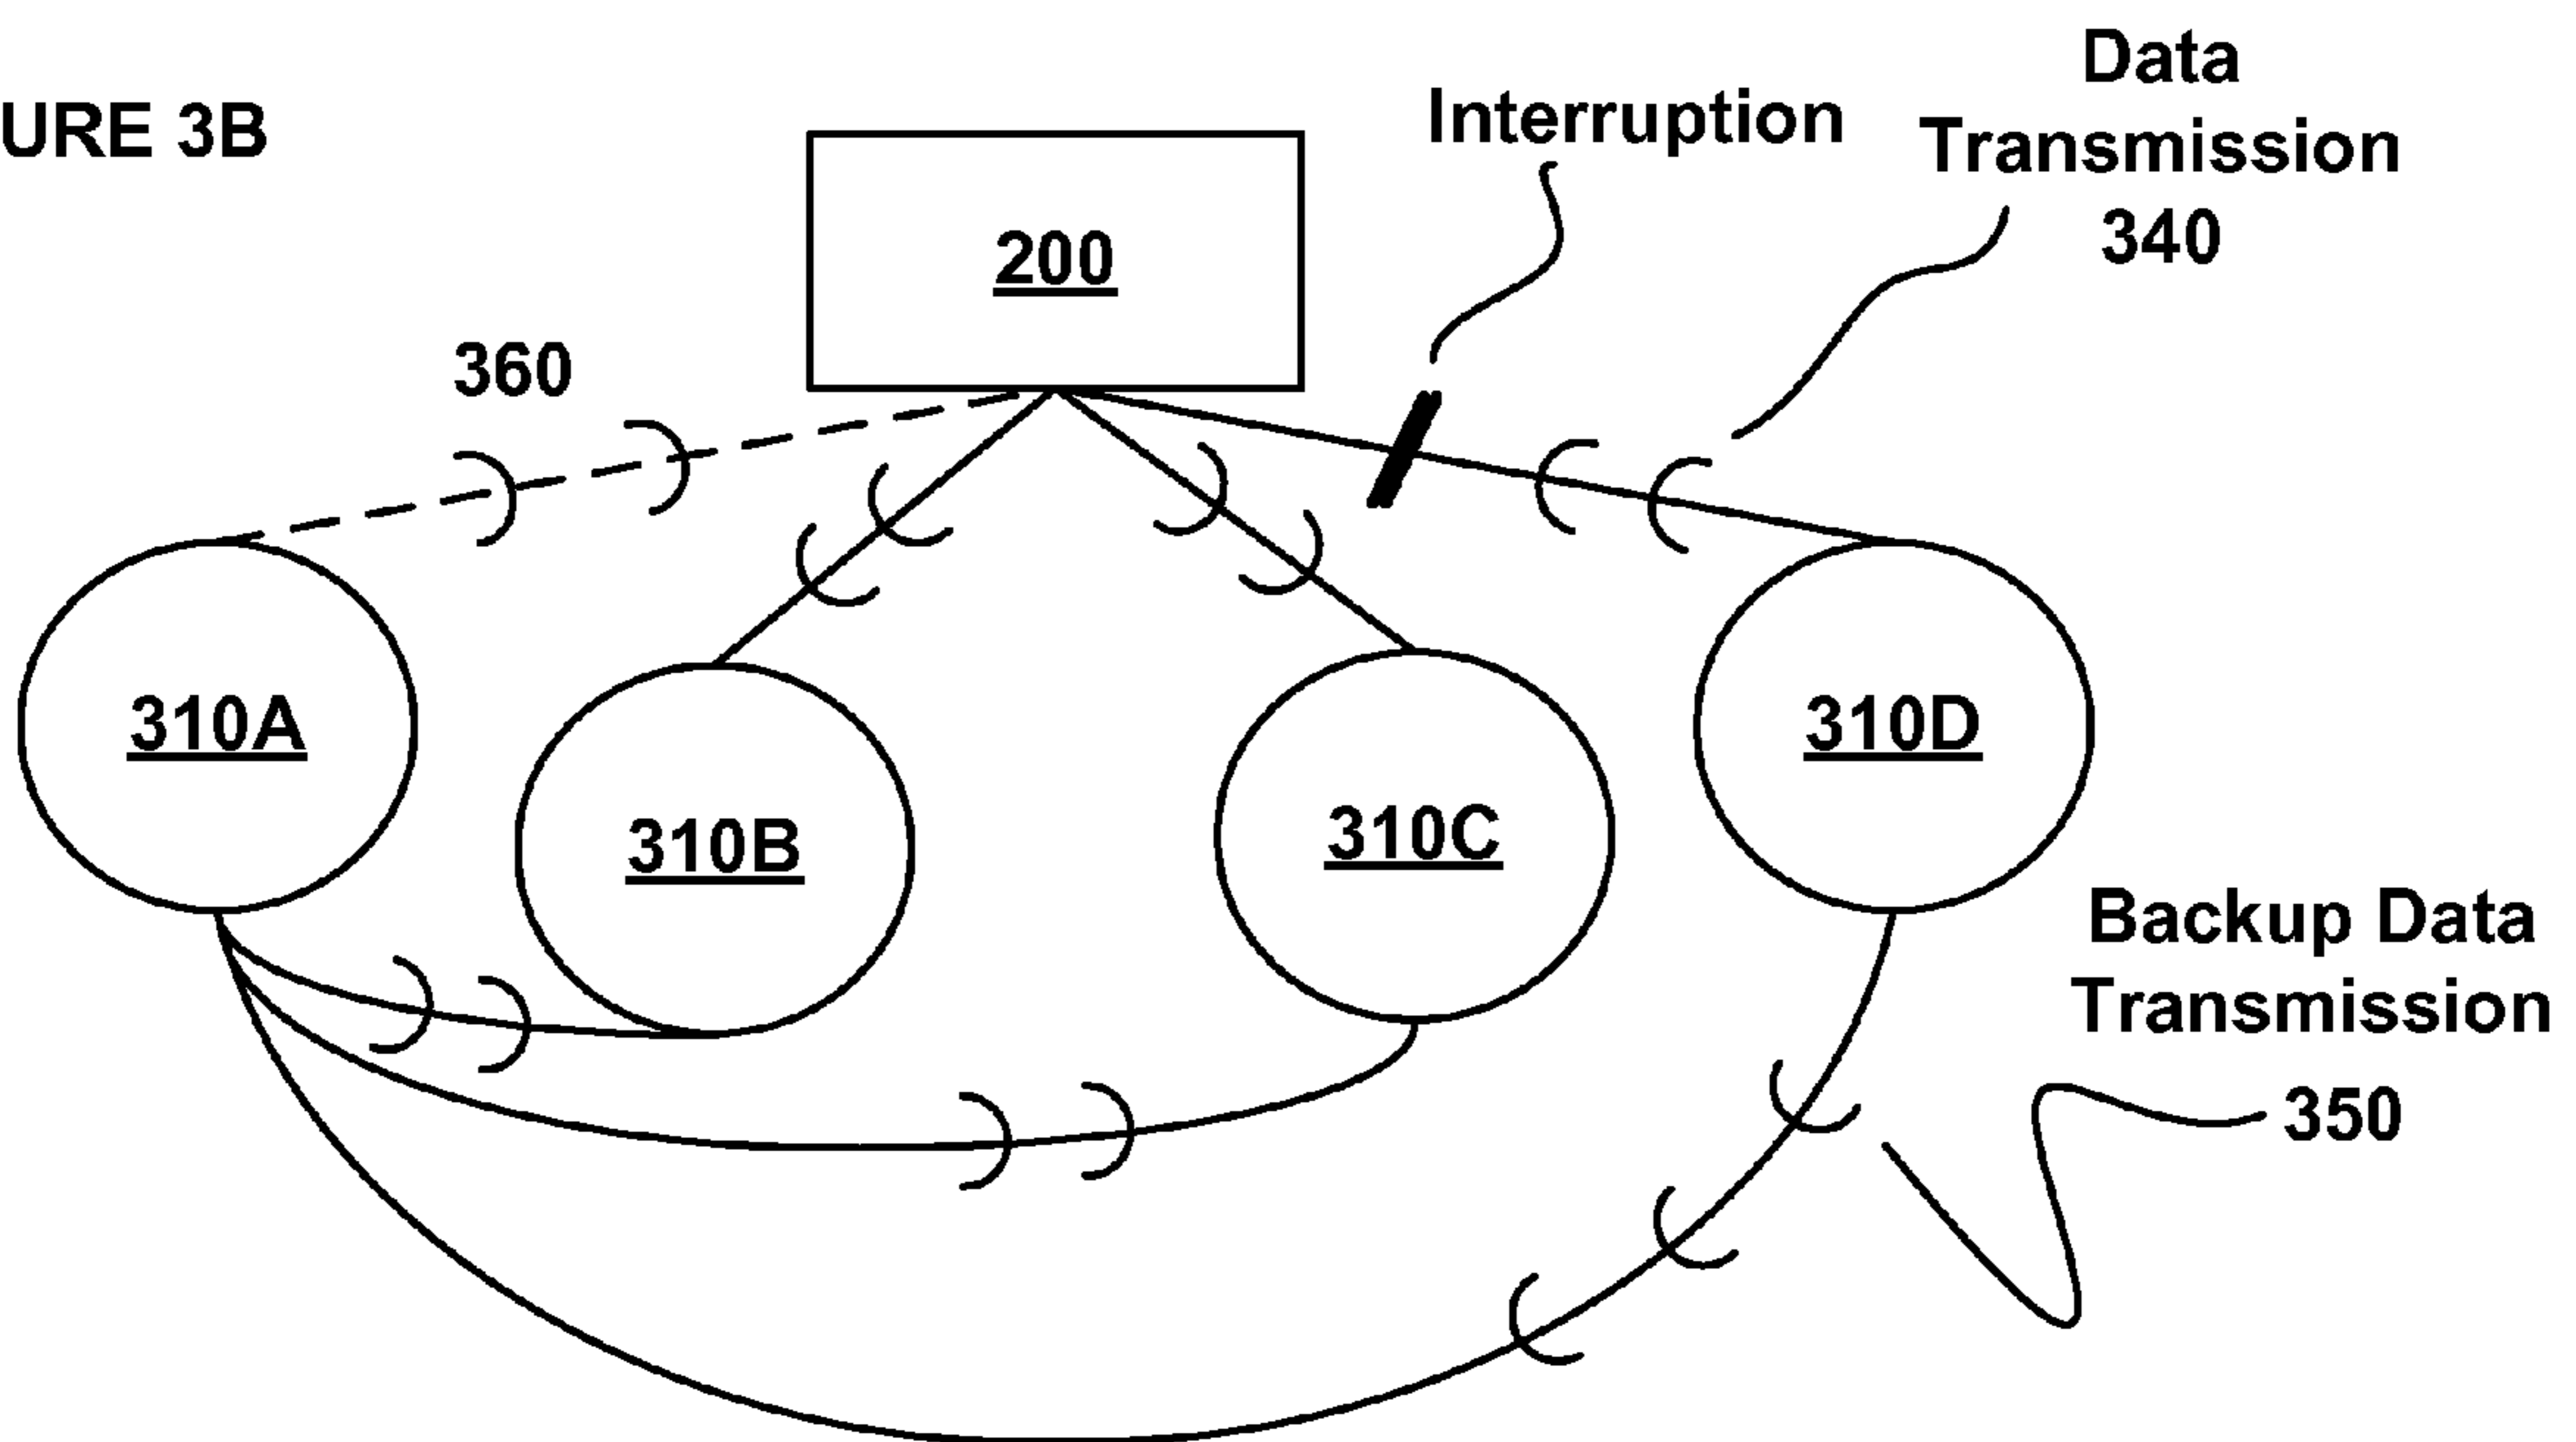 URE 3B
Interruption
Data
Transmission
340
200
360
310A
310B
310C
310D
Backup Data
Transmission
350